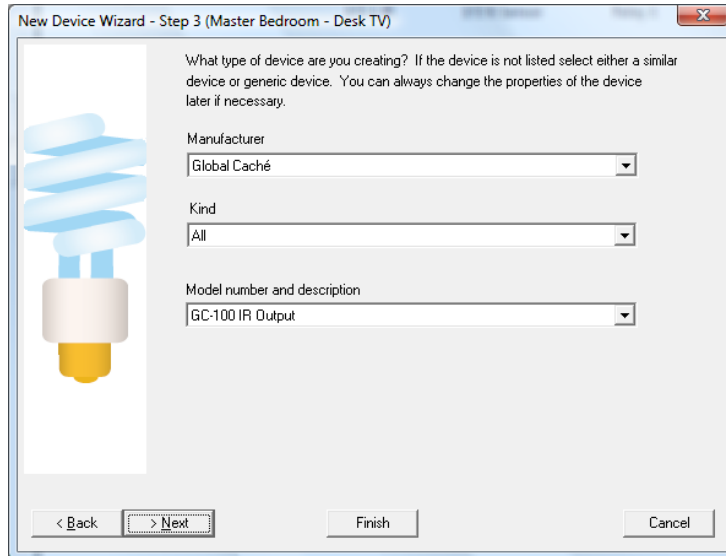 New Device Wizard - Step 3 (Master Bedroom - Desk TV)
What type of device are you creating?  If the device is not listed select either a similar
device or generic device.  You can always change the properties of the device
later if necessary.
Manufacturer
Global Caché
Kind
All
Model number and description
GC-100 IR Output
< Back
> Next
Finish
Cancel